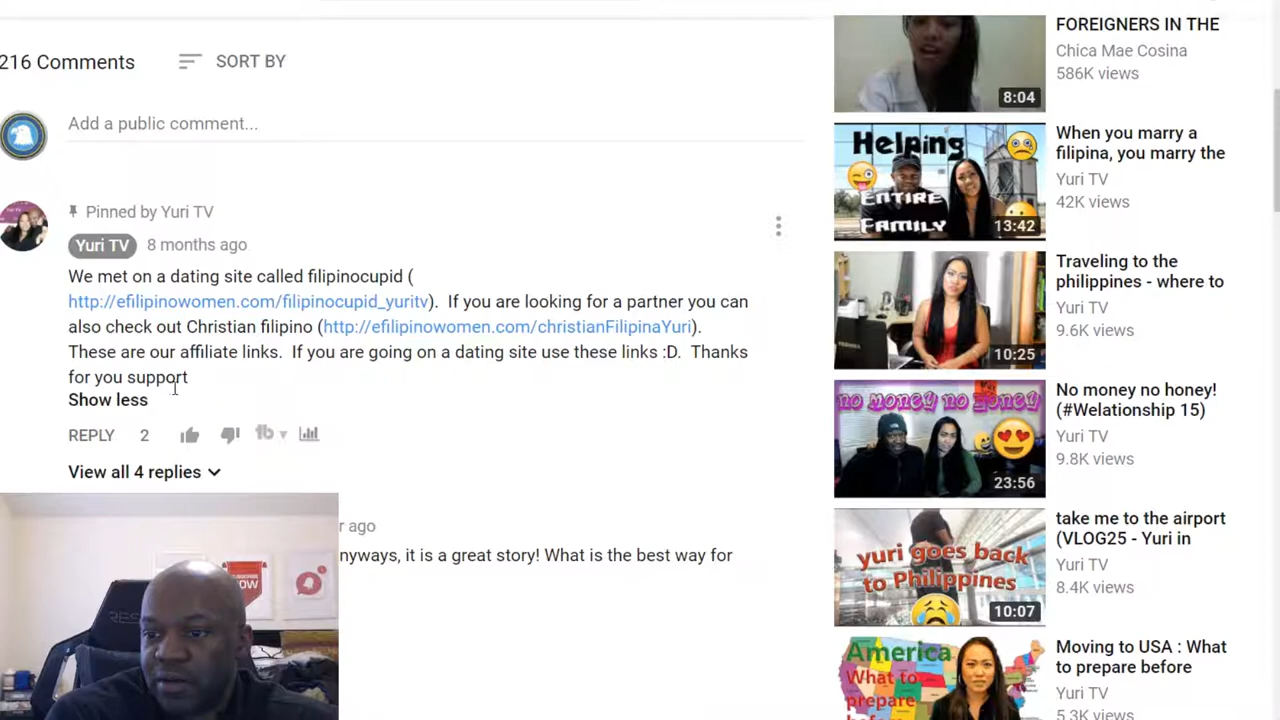 216 Comments
SORT BY
Add a public comment...
Pinned by Yuri TV
Yuri TV 8 months ago
We met on a dating site called filipinocupid (
http://efilipinowomen.com/filipinocupid_yuritv).  If you are looking for a partner you can
also check out Christian filipino (http://efilipinowomen.com/christianFilipinaYuri).
These are our affiliate links.  If you are going on a dating site use these links :D.  Thanks
for you support
Show less
REPLY 2
View all 4 replies
r ago
nyways, it is a great story! What is the best way for
8:04
FOREIGNERS IN THE
Chica Mae Cosina
586K views
Helping
ENTIRE
FAMILY
13:42
When you marry a
filipina, you marry the
Yuri TV
42K views
10:25
Traveling to the
philippines - where to
Yuri TV
9.6K views
no money no honey
23:56
No money no honey!
(#Welationship 15)
Yuri TV
9.8K views
yuri goes back
to Philippines
10:07
take me to the airport
(VLOG25 - Yuri in
Yuri TV
8.4K views
America
What to
prepare
Moving to USA : What
to prepare before
Yuri TV
5.3K views